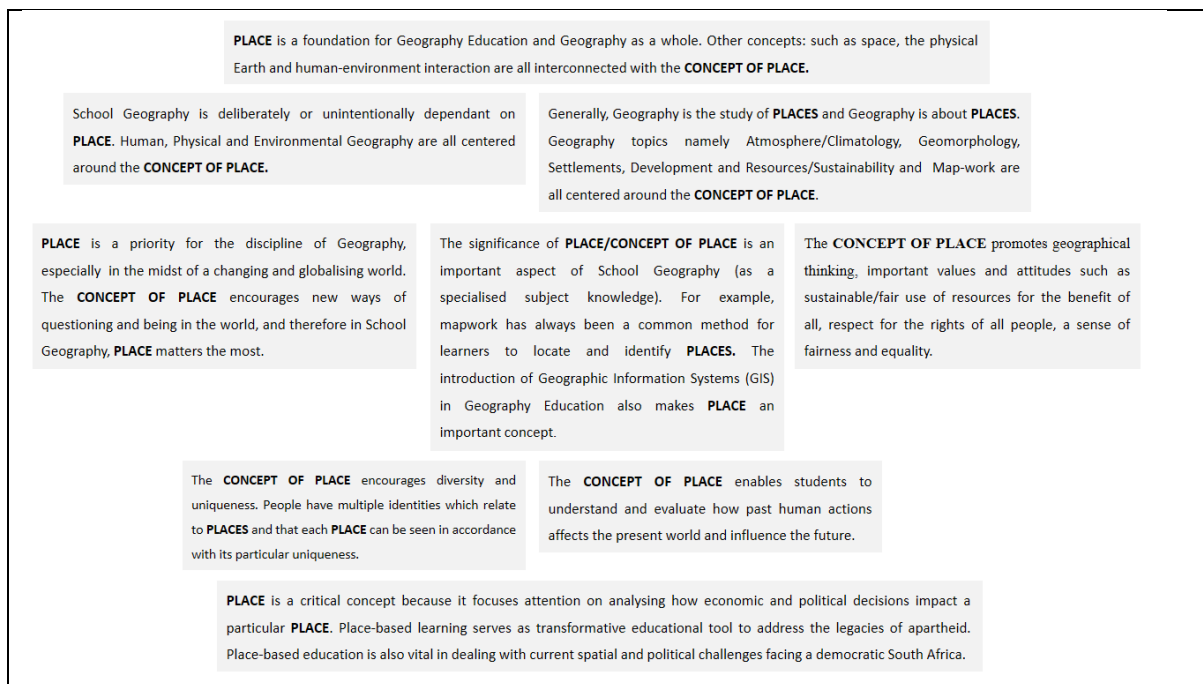 PLACE is a foundation for Geography Education and Geography as a whole. Other concepts: such as space, the physical
Earth and human-environment interaction are all interconnected with the CONCEPT OF PLACE.
School Geography is deliberately or unintentionally dependant on
PLACE. Human, Physical and Environmental Geography are all centered
around the CONCEPT OF PLACE.
Generally, Geography is the study of PLACES and Geography is about PLACES.
Geography topics namely Atmosphere/Climatology, Geomorphology,
Settlements, Development and Resources/Sustainability and Map-work are
all centered around the CONCEPT OF PLACE.
PLACE is a priority for the discipline of Geography,
especially in the midst of a changing and globalising world.
The CONCEPT OF PLACE encourages new ways of
questioning and being in the world, and therefore in School
Geography, PLACE matters the most.
The significance of PLACE/CONCEPT OF PLACE is an
important aspect of School Geography (as a
specialised subject knowledge). For example,
mapwork has always been a common method for
learners to locate and identify PLACES. The
introduction of Geographic Information Systems (GIS)
in Geography Education also makes PLACE an
important concept.
The CONCEPT OF PLACE promotes geographical
thinking, important values and attitudes such as
sustainable/fair use of resources for the benefit of
all, respect for the rights of all people, a sense of
fairness and equality.
The CONCEPT OF PLACE encourages diversity and
uniqueness. People have multiple identities which relate
to PLACES and that each PLACE can be seen in accordance
with its particular uniqueness.
The CONCEPT OF PLACE enables students to
understand and evaluate how past human actions
affects the present world and influence the future.
PLACE is a critical concept because it focuses attention on analysing how economic and political decisions impact a
particular PLACE. Place-based learning serves as transformative educational tool to address the legacies of apartheid.
Place-based education is also vital in dealing with current spatial and political challenges facing a democratic South Africa.